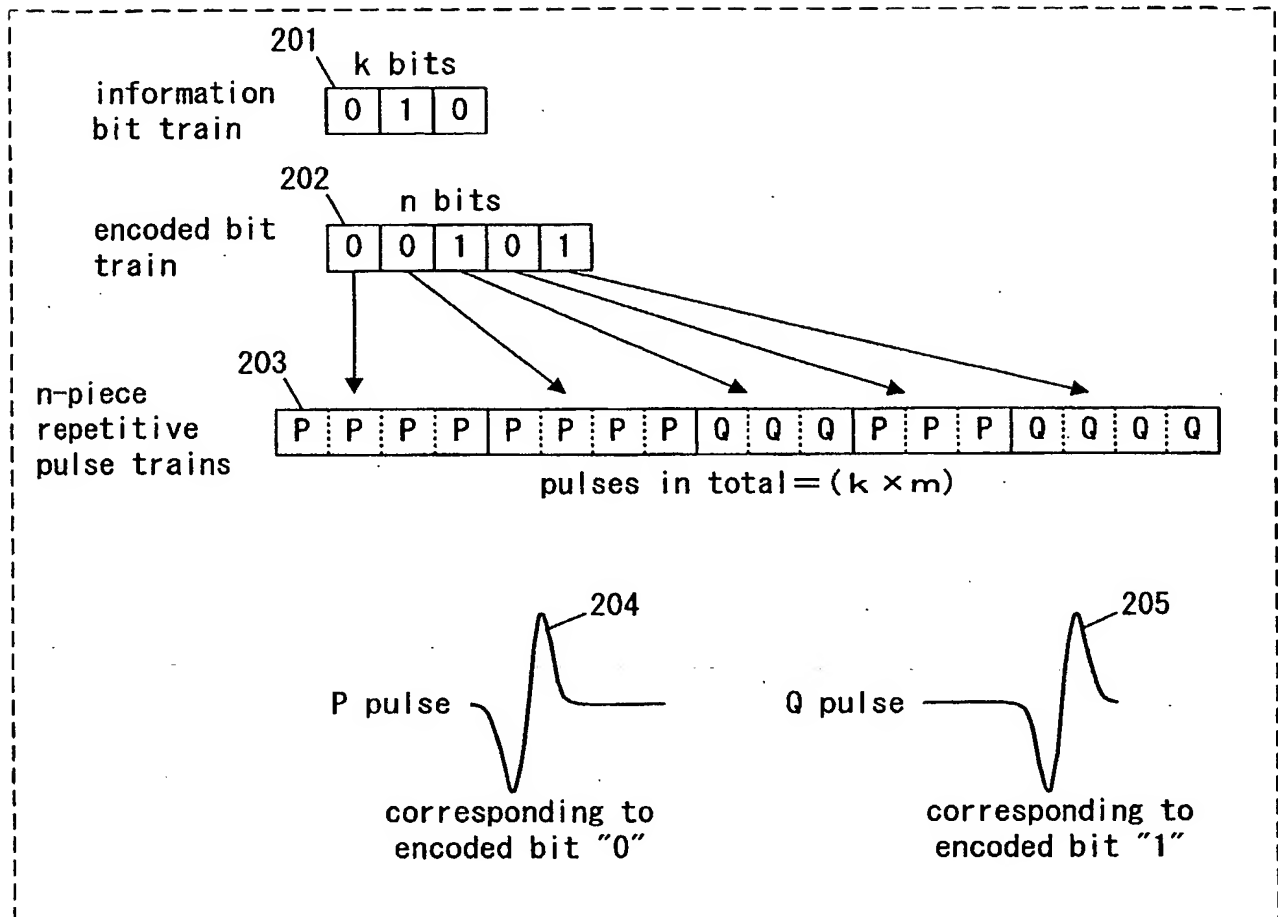 201
k bits
information
bit train
0 1 0
202
n bits
encoded bit
train
0 0 1 0 1
203
n-piece
repetitive
pulse trains
P P P P P P P P Q Q Q P P P Q Q Q Q
pulses in total=(k×m)
204
205
P pulse
Q pulse
corresponding to
encoded bit "0"
corresponding to
encoded bit "1"